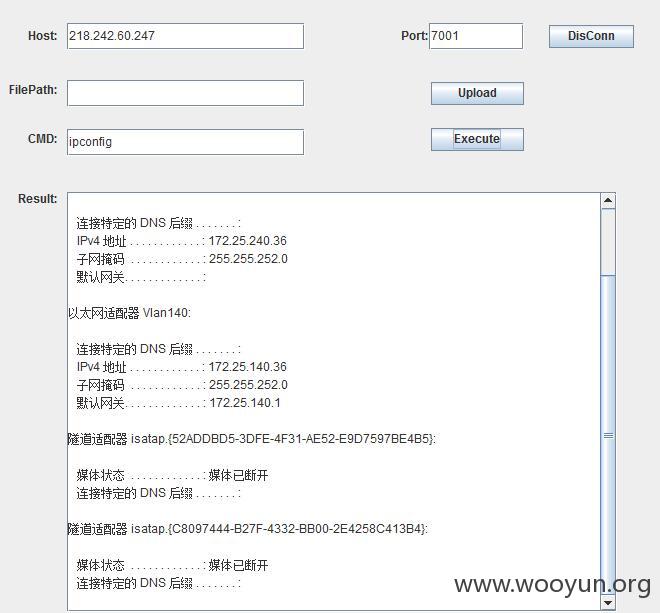 Host: 218.242.60.247 Port: 7001 DisConn
FilePath: Upload
CMD: ipconfig Execute
Result:
连接特定的 DNS 后缀 . . . . . . . :
IPv4 地址 . . . . . . . . . . . . : 172.25.240.36
子网掩码 . . . . . . . . . . . . : 255.255.252.0
默认网关. . . . . . . . . . . . . :
以太网适配器 Vlan140:
连接特定的 DNS 后缀 . . . . . . . :
IPv4 地址 . . . . . . . . . . . . : 172.25.140.36
子网掩码 . . . . . . . . . . . . : 255.255.252.0
默认网关. . . . . . . . . . . . . : 172.25.140.1
隧道适配器 isatap.{52ADDBD5-3DFE-4F31-AE52-E9D7597BE4B5}:
媒体状态 . . . . . . . . . . . . : 媒体已断开
连接特定的 DNS 后缀 . . . . . . . :
隧道适配器 isatap.{C8097444-B27F-4332-BB00-2E4258C413B4}:
媒体状态 . . . . . . . . . . . . : 媒体已断开
连接特定的 DNS 后缀 . . . . . . . :
www.wooyun.org